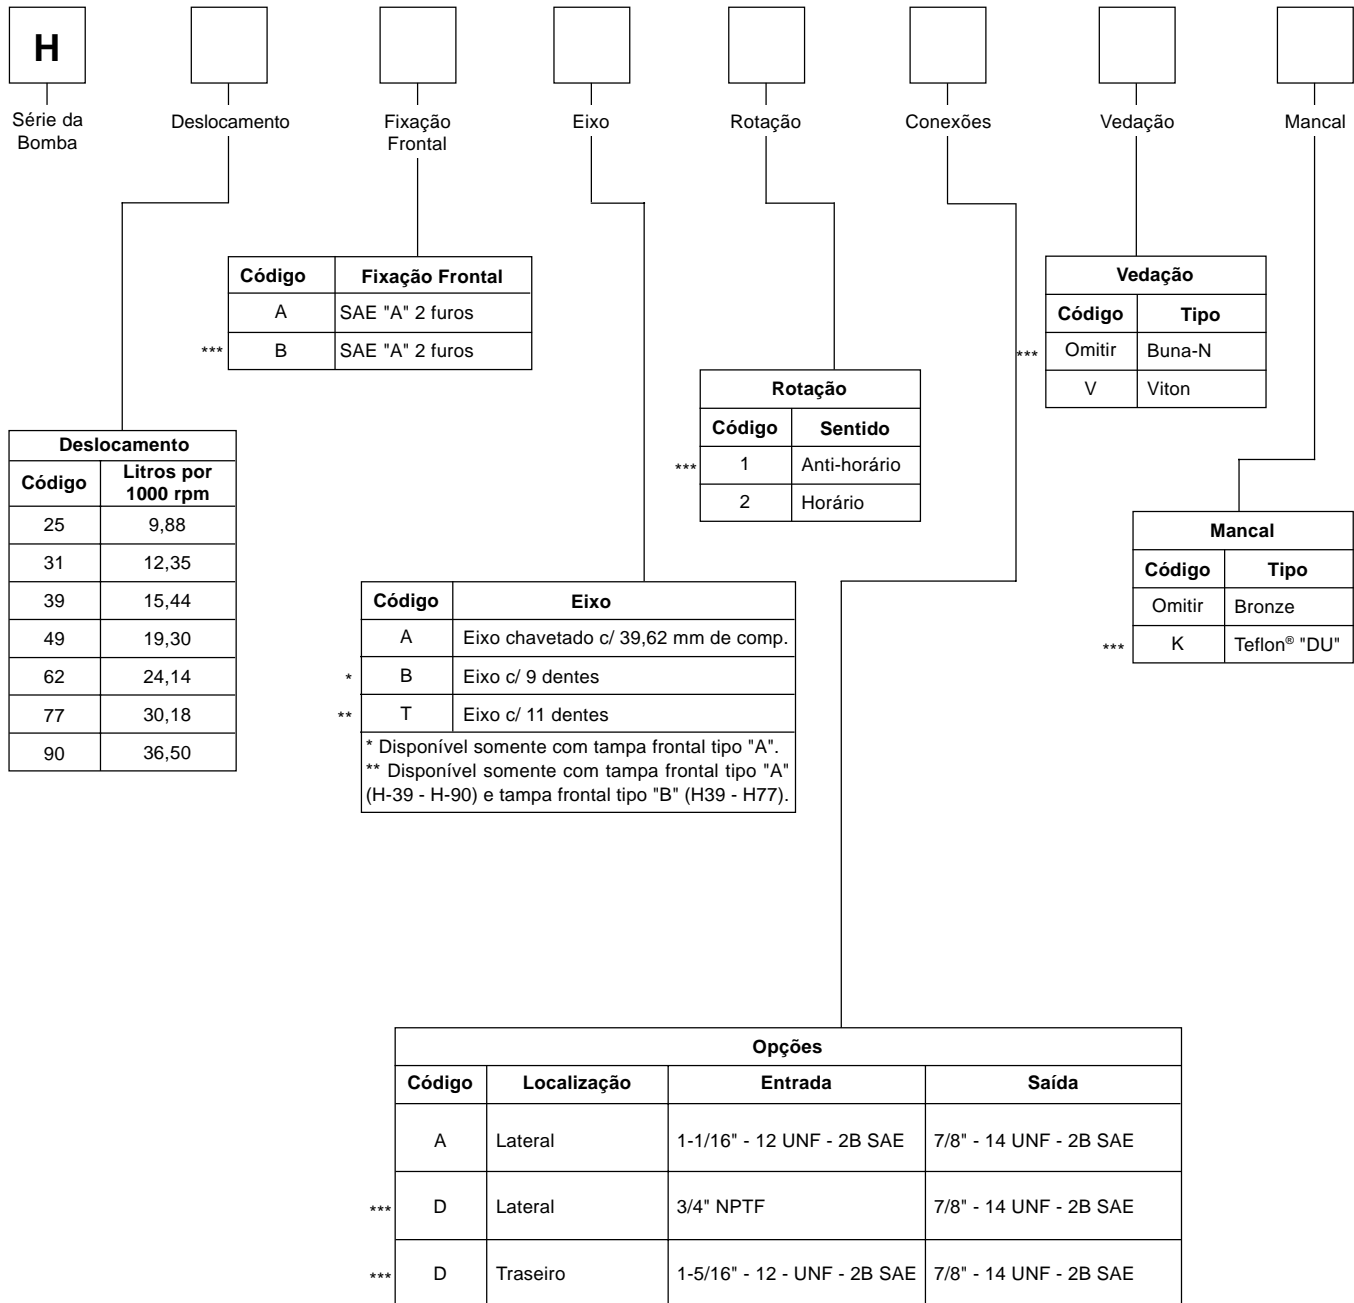 H
Série da
Bomba
Deslocamento
Fixação
Frontal
Eixo
Rotação
Conexões
Vedação
Mancal
Código Fixação Frontal
A SAE "A" 2 furos
*** B SAE "A" 2 furos
Vedação
Código Tipo
*** Omitir Buna-N
V Viton
Rotação
Código Sentido
*** 1 Anti-horário
2 Horário
Deslocamento
Código Litros por
1000 rpm
25 9,88
31 12,35
39 15,44
49 19,30
62 24,14
77 30,18
90 36,50
Mancal
Código Tipo
Omitir Bronze
*** K Teflon® "DU"
Código Eixo
A Eixo chavetado c/ 39,62 mm de comp.
* B Eixo c/ 9 dentes
** T Eixo c/ 11 dentes
* Disponível somente com tampa frontal tipo "A".
** Disponível somente com tampa frontal tipo "A"
(H-39 - H-90) e tampa frontal tipo "B" (H39 - H77).
Opções
Código Localização Entrada Saída
A Lateral 1-1/16" - 12 UNF - 2B SAE 7/8" - 14 UNF - 2B SAE
*** D Lateral 3/4" NPTF 7/8" - 14 UNF - 2B SAE
*** D Traseiro 1-5/16" - 12 - UNF - 2B SAE 7/8" - 14 UNF - 2B SAE